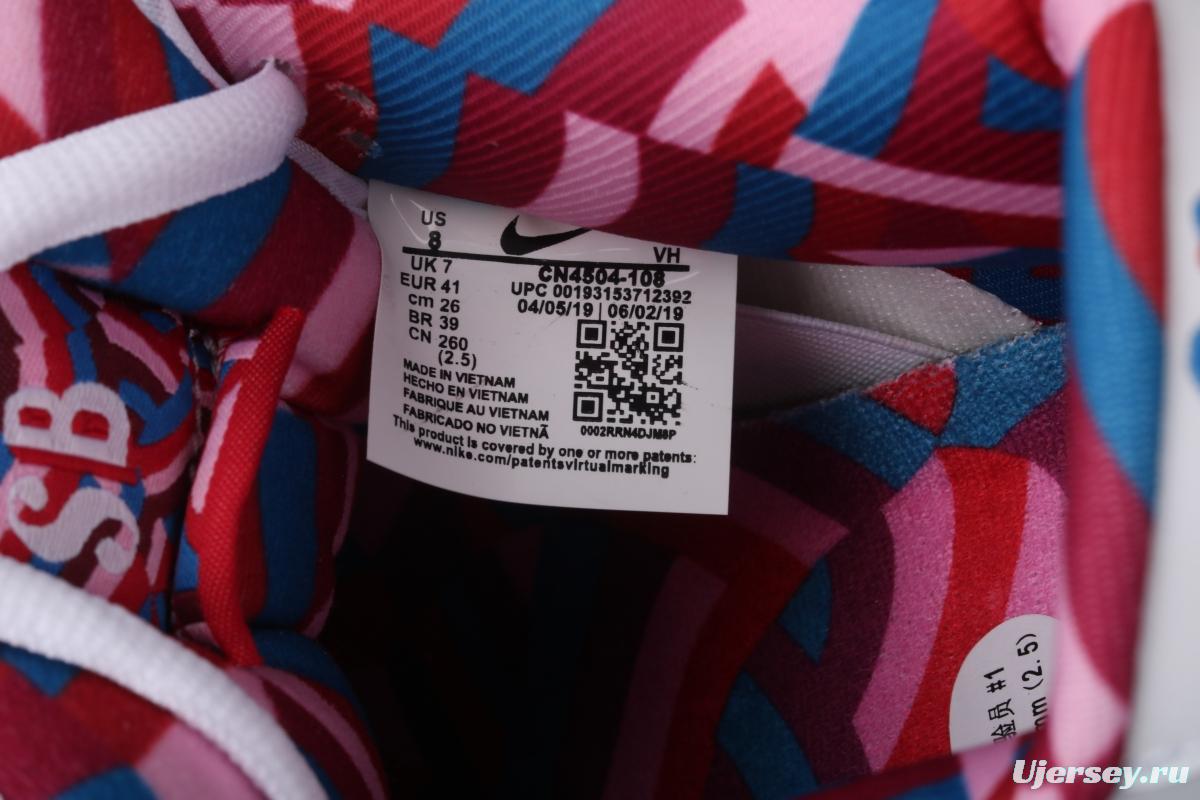 US
8
VH
UK 7
CN4504-108
EUR 41
UPC 00193153712392
cm 26
04/05/19 | 06/02/19
BR 39
CN 260
(2.5)
MADE IN VIETNAM
HECHO EN VIETNAM
FABRIQUE AU VIETNAM
FABRICADO NO VIETNÃ
0002RRN4DJM8P
This product is covered by one or more patents:
www.nike.com/patentsvirtualmarking
SB
验员 #1
mm (2.5)
Ujersey.ru